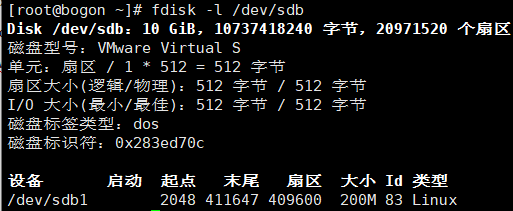 [root@bogon ~]# fdisk -l /dev/sdb
Disk /dev/sdb：10 GiB，10737418240 字节，20971520 个扇区
磁盘型号：VMware Virtual S
单元：扇区 / 1 * 512 = 512 字节
扇区大小(逻辑/物理)：512 字节 / 512 字节
I/O 大小(最小/最佳)：512 字节 / 512 字节
磁盘标签类型：dos
磁盘标识符：0x283ed70c
设备 启动 起点 末尾 扇区 大小 Id 类型
/dev/sdb1 2048 411647 409600 200M 83 Linux